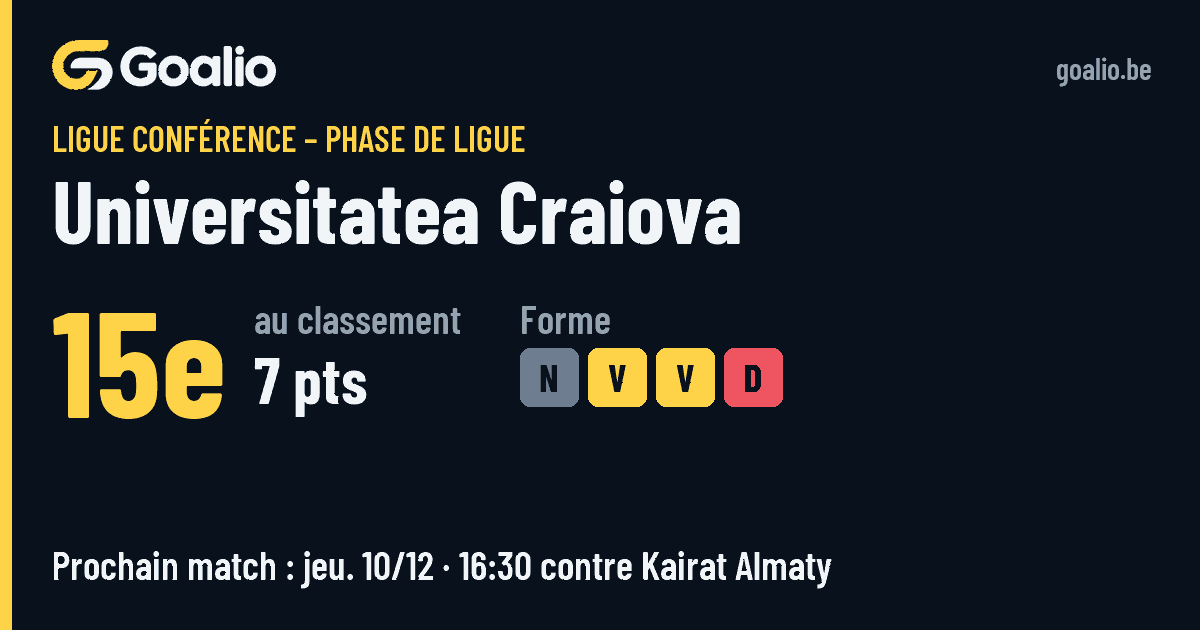 Goalio
goalio.be
LIGUE CONFÉRENCE – PHASE DE LIGUE
Universitatea Craiova
15e
au classement
7 pts
Forme
N V V D
Prochain match : jeu. 10/12 · 16:30 contre Kairat Almaty